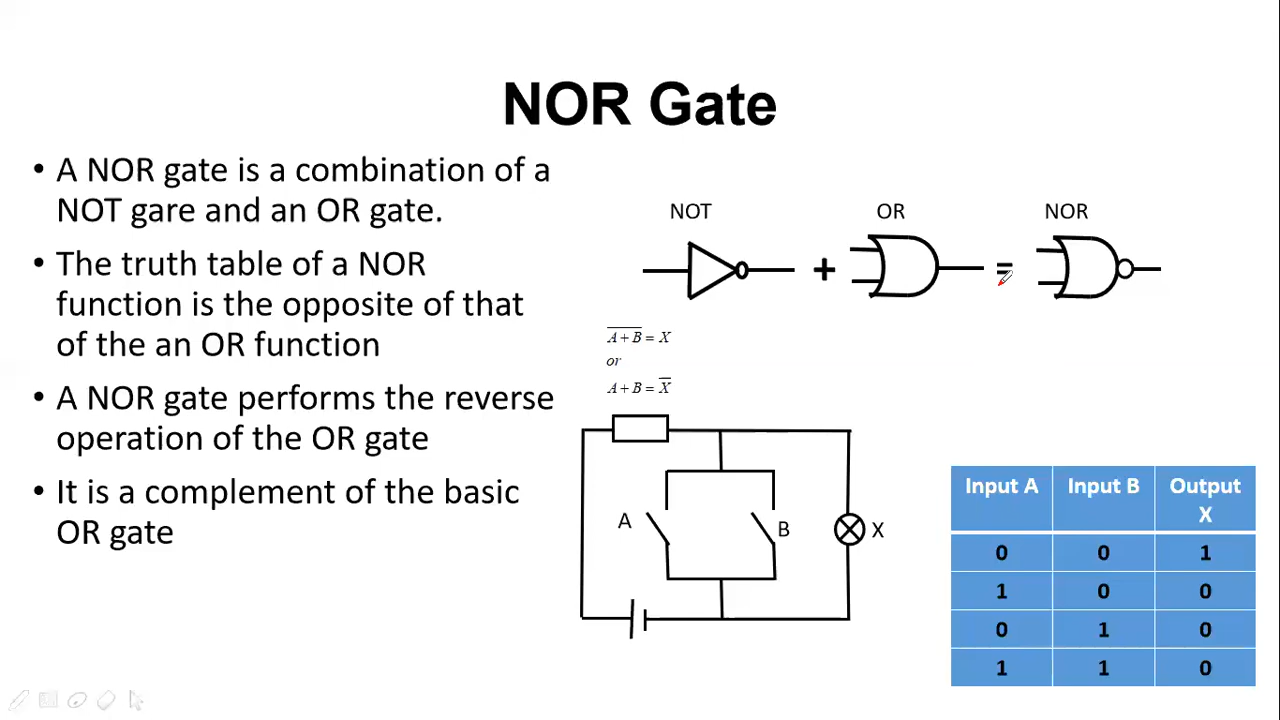 NOR Gate
• A NOR gate is a combination of a
NOT gare and an OR gate.
• The truth table of a NOR
function is the opposite of that
of the an OR function
• A NOR gate performs the reverse
operation of the OR gate
• It is a complement of the basic
OR gate
NOT OR NOR
+ =
A̅+̅B̅ = X
or
A + B = X̅
A B X
Input A Input B Output
X
0 0 1
1 0 0
0 1 0
1 1 0